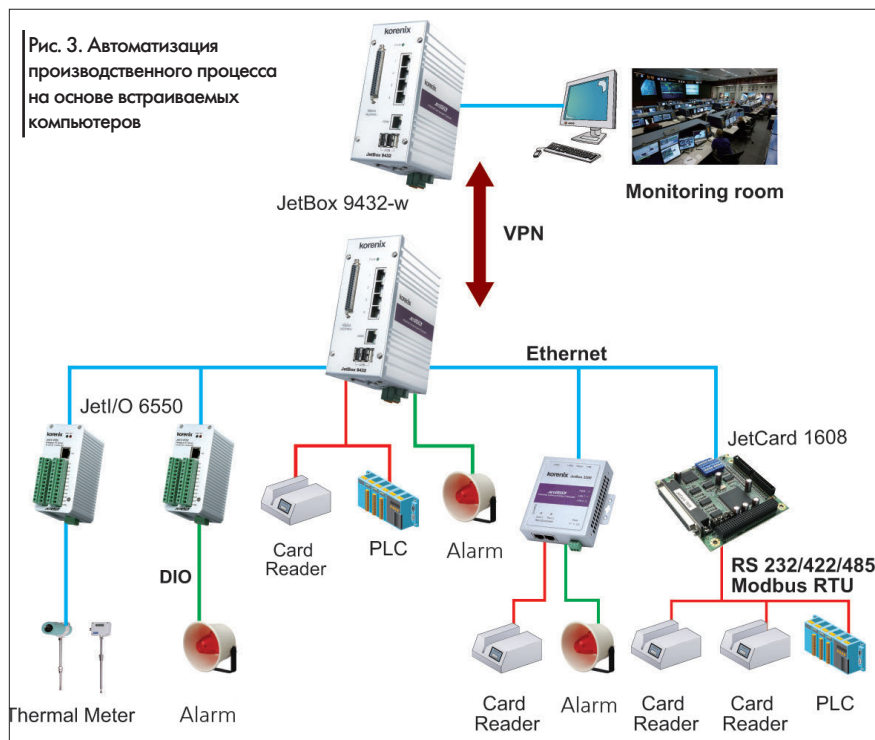 Рис. 3. Автоматизация
производственного процесса
на основе встраиваемых
компьютеров
korenix
JetBox 9432-w
Monitoring room
VPN
korenix
JetBox 9432
Ethernet
JetI/O 6550
JetCard 1608
korenix
korenix
korenix
DIO
Card
Reader
PLC
Alarm
RS 232/422/485
Modbus RTU
Thermal Meter
Alarm
Card
Reader
Alarm
Card
Reader
Card
Reader
PLC